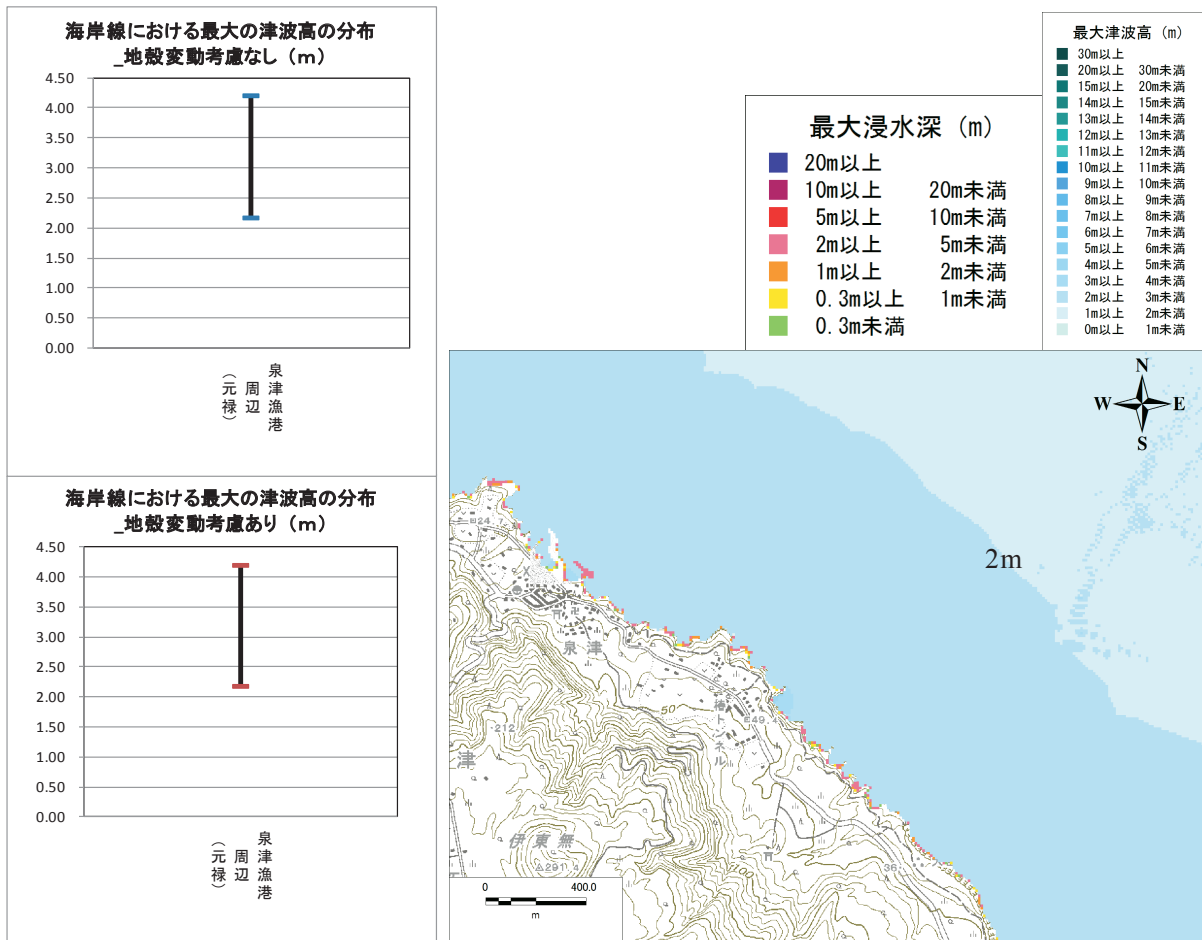 海岸線における最大の津波高の分布
_地殻変動考慮なし（m）
4.50
4.00
3.50
3.00
2.50
2.00
1.50
1.00
0.50
0.00
泉津漁港
周辺
（元禄）
海岸線における最大の津波高の分布
_地殻変動考慮あり（m）
4.50
4.00
3.50
3.00
2.50
2.00
1.50
1.00
0.50
0.00
泉津漁港
周辺
（元禄）
最大浸水深（m）
20m以上
10m以上 20m未満
5m以上 10m未満
2m以上 5m未満
1m以上 2m未満
0.3m以上 1m未満
0.3m未満
最大津波高（m）
30m以上
20m以上 30m未満
15m以上 20m未満
14m以上 15m未満
13m以上 14m未満
12m以上 13m未満
11m以上 12m未満
10m以上 11m未満
9m以上 10m未満
8m以上 9m未満
7m以上 8m未満
6m以上 7m未満
5m以上 6m未満
4m以上 5m未満
3m以上 4m未満
2m以上 3m未満
1m以上 2m未満
0m以上 1m未満
N
W E
S
2m
泉津
50
49.4
トンネル
212
津
伊東無
291.4
100
36
0 400.0
m